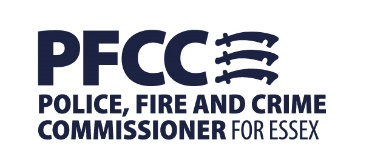 PFCC
POLICE, FIRE AND CRIME
COMMISSIONER FOR ESSEX